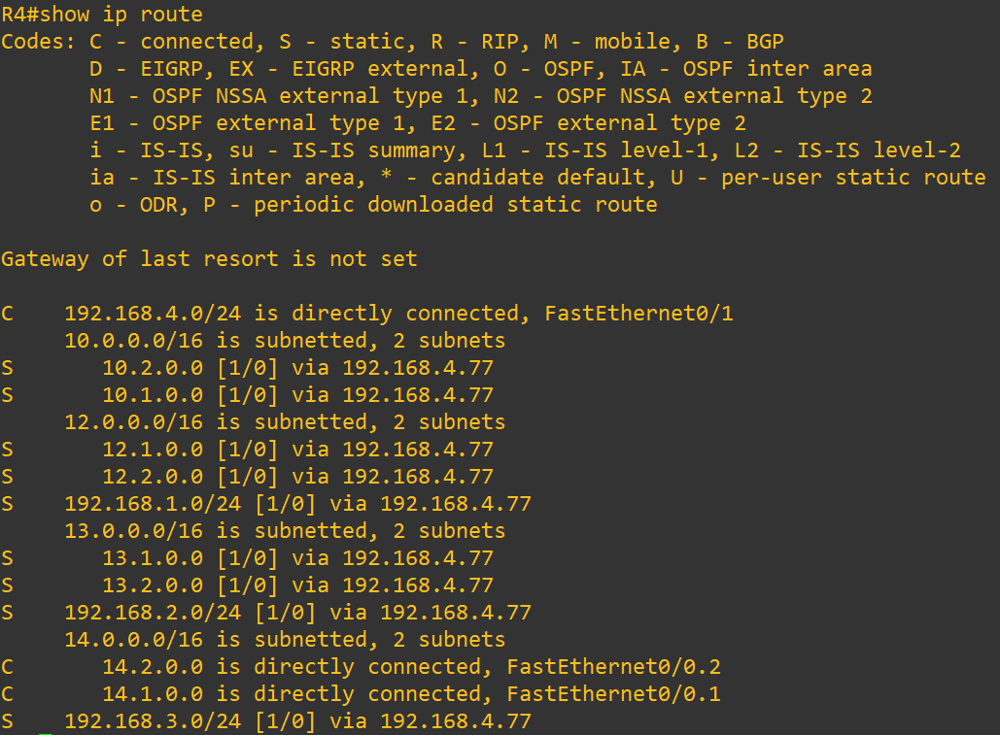 R4#show ip route
Codes: C - connected, S - static, R - RIP, M - mobile, B - BGP
       D - EIGRP, EX - EIGRP external, O - OSPF, IA - OSPF inter area
       N1 - OSPF NSSA external type 1, N2 - OSPF NSSA external type 2
       E1 - OSPF external type 1, E2 - OSPF external type 2
       i - IS-IS, su - IS-IS summary, L1 - IS-IS level-1, L2 - IS-IS level-2
       ia - IS-IS inter area, * - candidate default, U - per-user static route
       o - ODR, P - periodic downloaded static route

Gateway of last resort is not set

C    192.168.4.0/24 is directly connected, FastEthernet0/1
     10.0.0.0/16 is subnetted, 2 subnets
S       10.2.0.0 [1/0] via 192.168.4.77
S       10.1.0.0 [1/0] via 192.168.4.77
     12.0.0.0/16 is subnetted, 2 subnets
S       12.1.0.0 [1/0] via 192.168.4.77
S       12.2.0.0 [1/0] via 192.168.4.77
S    192.168.1.0/24 [1/0] via 192.168.4.77
     13.0.0.0/16 is subnetted, 2 subnets
S       13.1.0.0 [1/0] via 192.168.4.77
S       13.2.0.0 [1/0] via 192.168.4.77
S    192.168.2.0/24 [1/0] via 192.168.4.77
     14.0.0.0/16 is subnetted, 2 subnets
C       14.2.0.0 is directly connected, FastEthernet0/0.2
C       14.1.0.0 is directly connected, FastEthernet0/0.1
S    192.168.3.0/24 [1/0] via 192.168.4.77